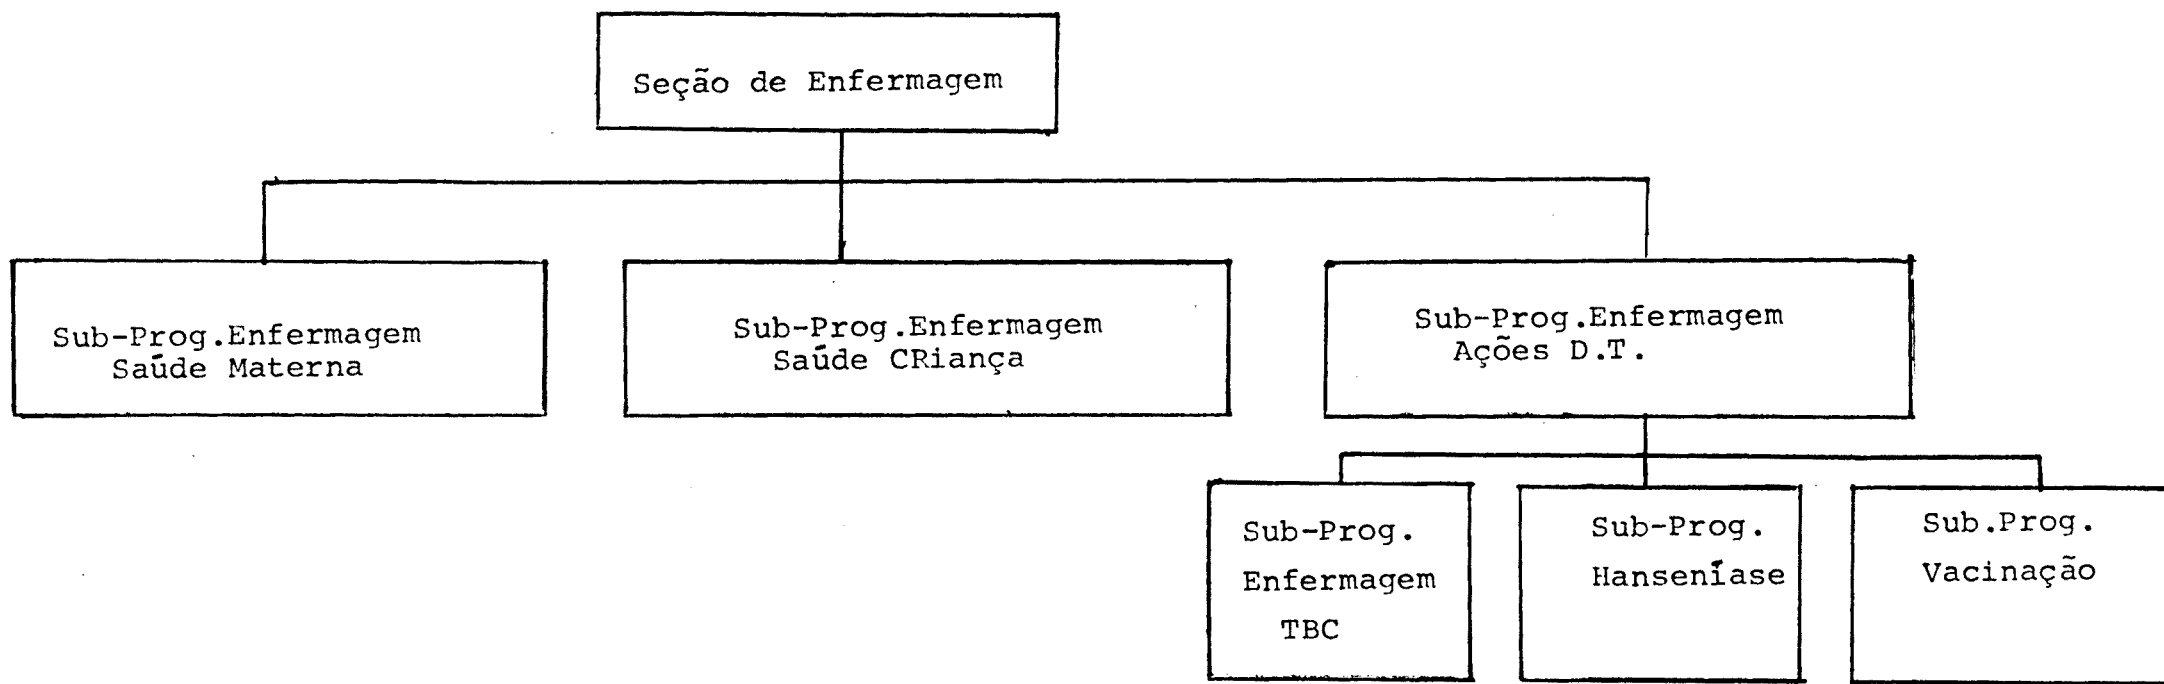 Seção de Enfermagem
Sub-Prog.Enfermagem
Saúde Materna
Sub-Prog.Enfermagem
Saúde CRiança
Sub-Prog.Enfermagem
Ações D.T.
Sub-Prog.
Enfermagem
TBC
Sub-Prog.
Hanseníase
Sub.Prog.
Vacinação